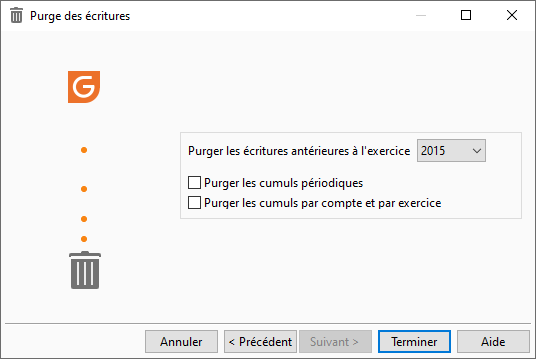 Purge des écritures
G
Purger les écritures antérieures à l'exercice 2015
Purger les cumuls périodiques
Purger les cumuls par compte et par exercice
Annuler < Précédent Suivant > Terminer Aide